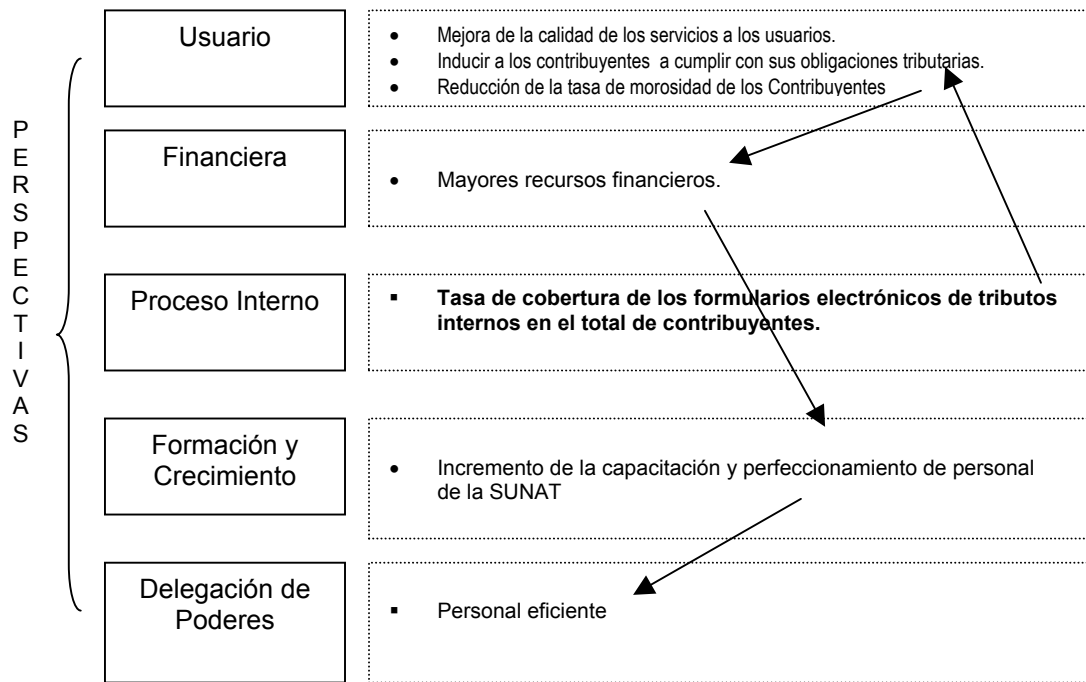 PERSPECTIVAS
Usuario
• Mejora de la calidad de los servicios a los usuarios.
• Inducir a los contribuyentes a cumplir con sus obligaciones tributarias.
• Reducción de la tasa de morosidad de los Contribuyentes
Financiera
• Mayores recursos financieros.
Proceso Interno
▪ Tasa de cobertura de los formularios electrónicos de tributos
internos en el total de contribuyentes.
Formación y
Crecimiento
• Incremento de la capacitación y perfeccionamiento de personal
de la SUNAT
Delegación de
Poderes
▪ Personal eficiente